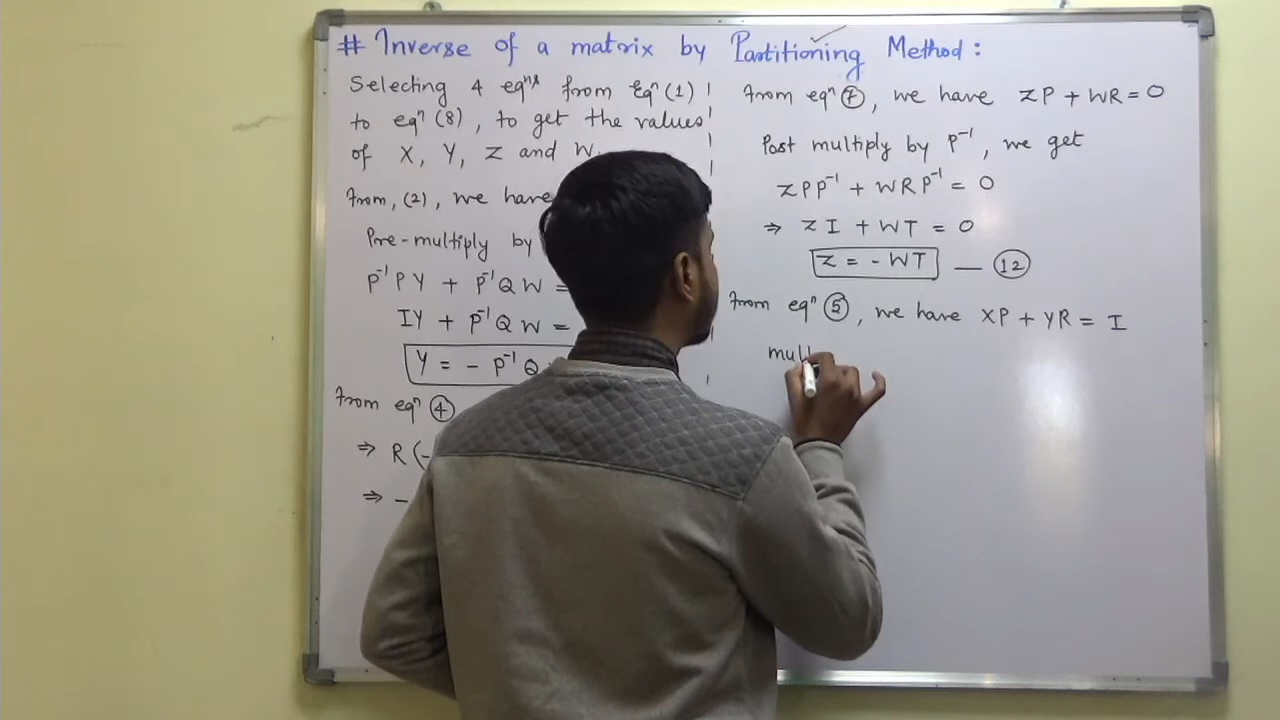 # Inverse of a matrix by Partitioning Method :
Selecting 4 eqⁿˢ from Eqⁿ (1)
to eqⁿ (8), to get the values
of X, Y, Z and W.
From, (2), we have
Pre-multiply by
P⁻¹PY + P⁻¹QW =
IY + P⁻¹QW =
Y = - P⁻¹Q
From eqⁿ ④
⇒ R(-
⇒ -
From eqⁿ ⑦, we have ZP + WR = 0
Post multiply by P⁻¹, we get
ZPP⁻¹ + WRP⁻¹ = 0
⇒ ZI + WT = 0
Z = - WT — ⑫
From eqⁿ ⑤, we have XP + YR = I
mul